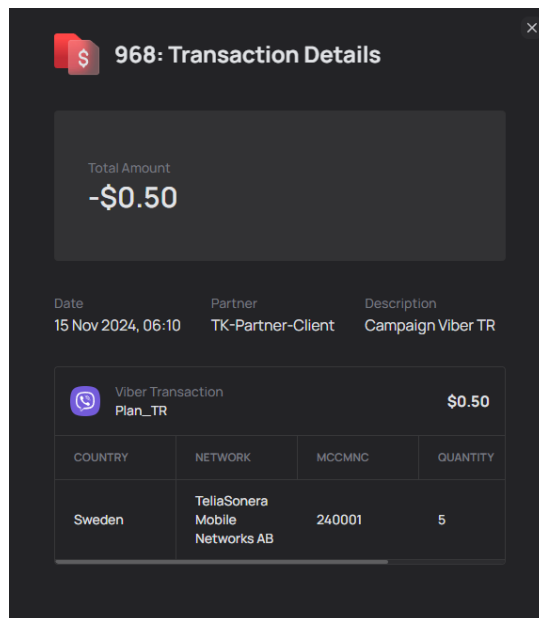 968: Transaction Details
Total Amount
-$0.50
Date
Partner
Description
15 Nov 2024, 06:10
TK-Partner-Client
Campaign Viber TR
Viber Transaction
Plan_TR
$0.50
COUNTRY
NETWORK
MCCMNC
QUANTITY
Sweden
TeliaSonera
Mobile
Networks AB
240001
5